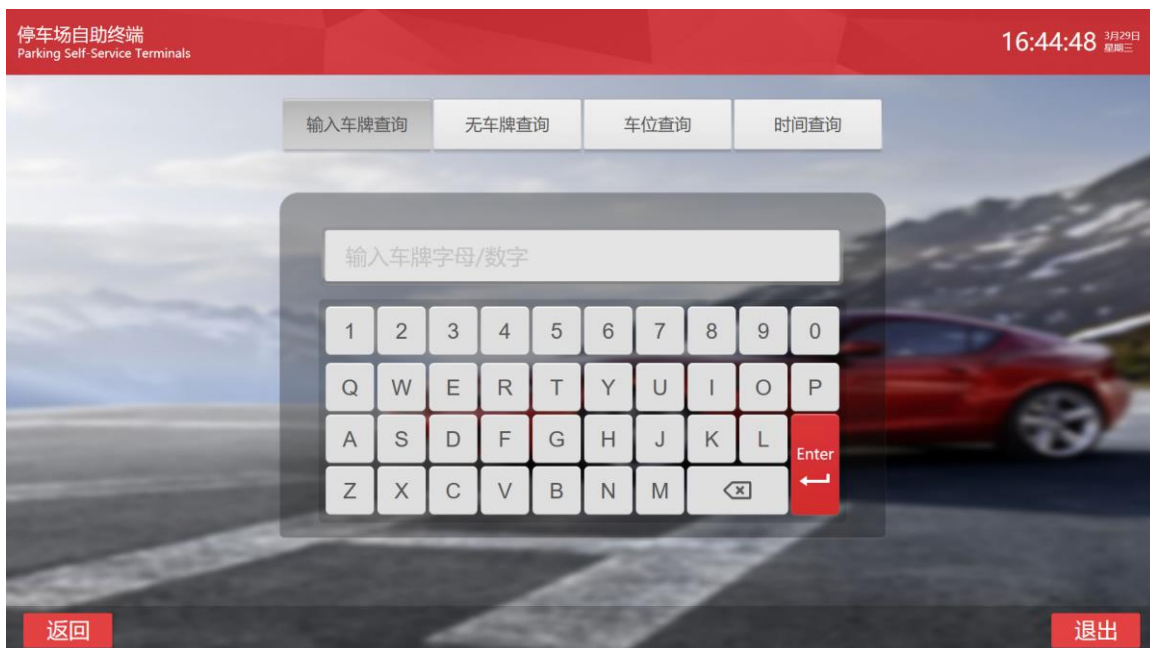 停车场自助终端
Parking Self-Service Terminals
16:44:48 3月29日
星期三
输入车牌查询 无车牌查询 车位查询 时间查询
输入车牌字母/数字
1 2 3 4 5 6 7 8 9 0
Q W E R T Y U I O P
A S D F G H J K L
Enter
Z X C V B N M
返回 退出